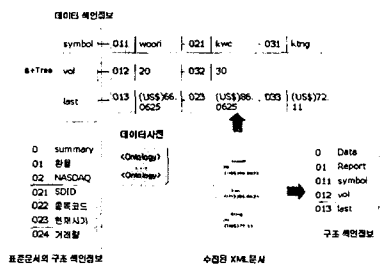 데이터 색인정보
symbol 011 woori 021 kwc 031 ktng
B+Tree vol 012 20 032 30
last 013 (US$)66.0625 023 (US$)86.0625 033 (US$)72.11
데이터사전
<Ontology>
<Ontology>
0 summary
01 환율
02 NASDAQ
021 SDID
022 종목코드
023 현재시가
024 거래량
표준문서의 구조 색인정보
수집된 XML문서
0 Data
01 Report
011 symbol
012 vol
013 last
구조 색인정보